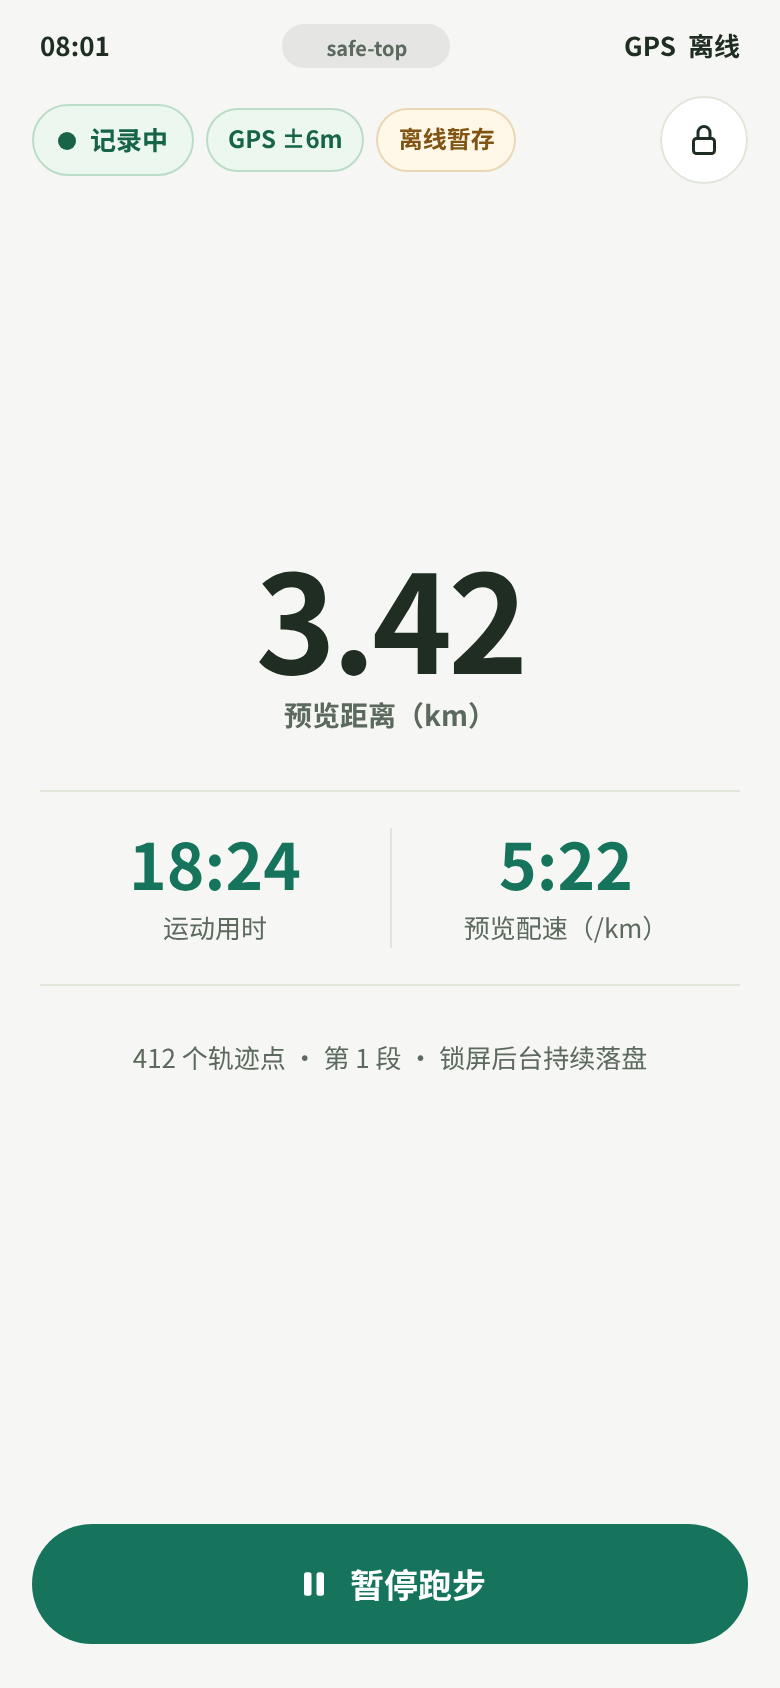 08:01 safe-top GPS 离线
记录中 GPS ±6m 离线暂存
3.42
预览距离（km）
18:24 5:22
运动用时 预览配速（/km）
412 个轨迹点 · 第 1 段 · 锁屏后台持续落盘
暂停跑步